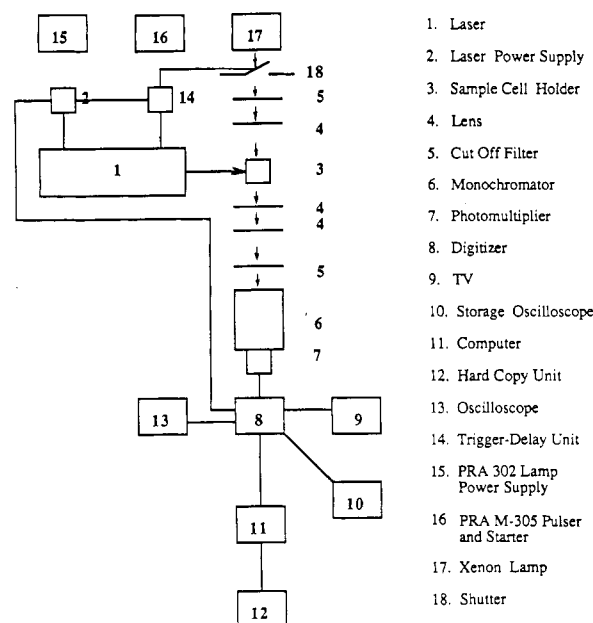 15
16
17
18
2
14
5
4
1
3
4
4
5
6
7
13
8
9
10
11
12
1. Laser
2. Laser Power Supply
3. Sample Cell Holder
4. Lens
5. Cut Off Filter
6. Monochromator
7. Photomultiplier
8. Digitizer
9. TV
10. Storage Oscilloscope
11. Computer
12. Hard Copy Unit
13. Oscilloscope
14. Trigger-Delay Unit
15. PRA 302 Lamp
Power Supply
16 PRA M-305 Pulser
and Starter
17. Xenon Lamp
18. Shutter